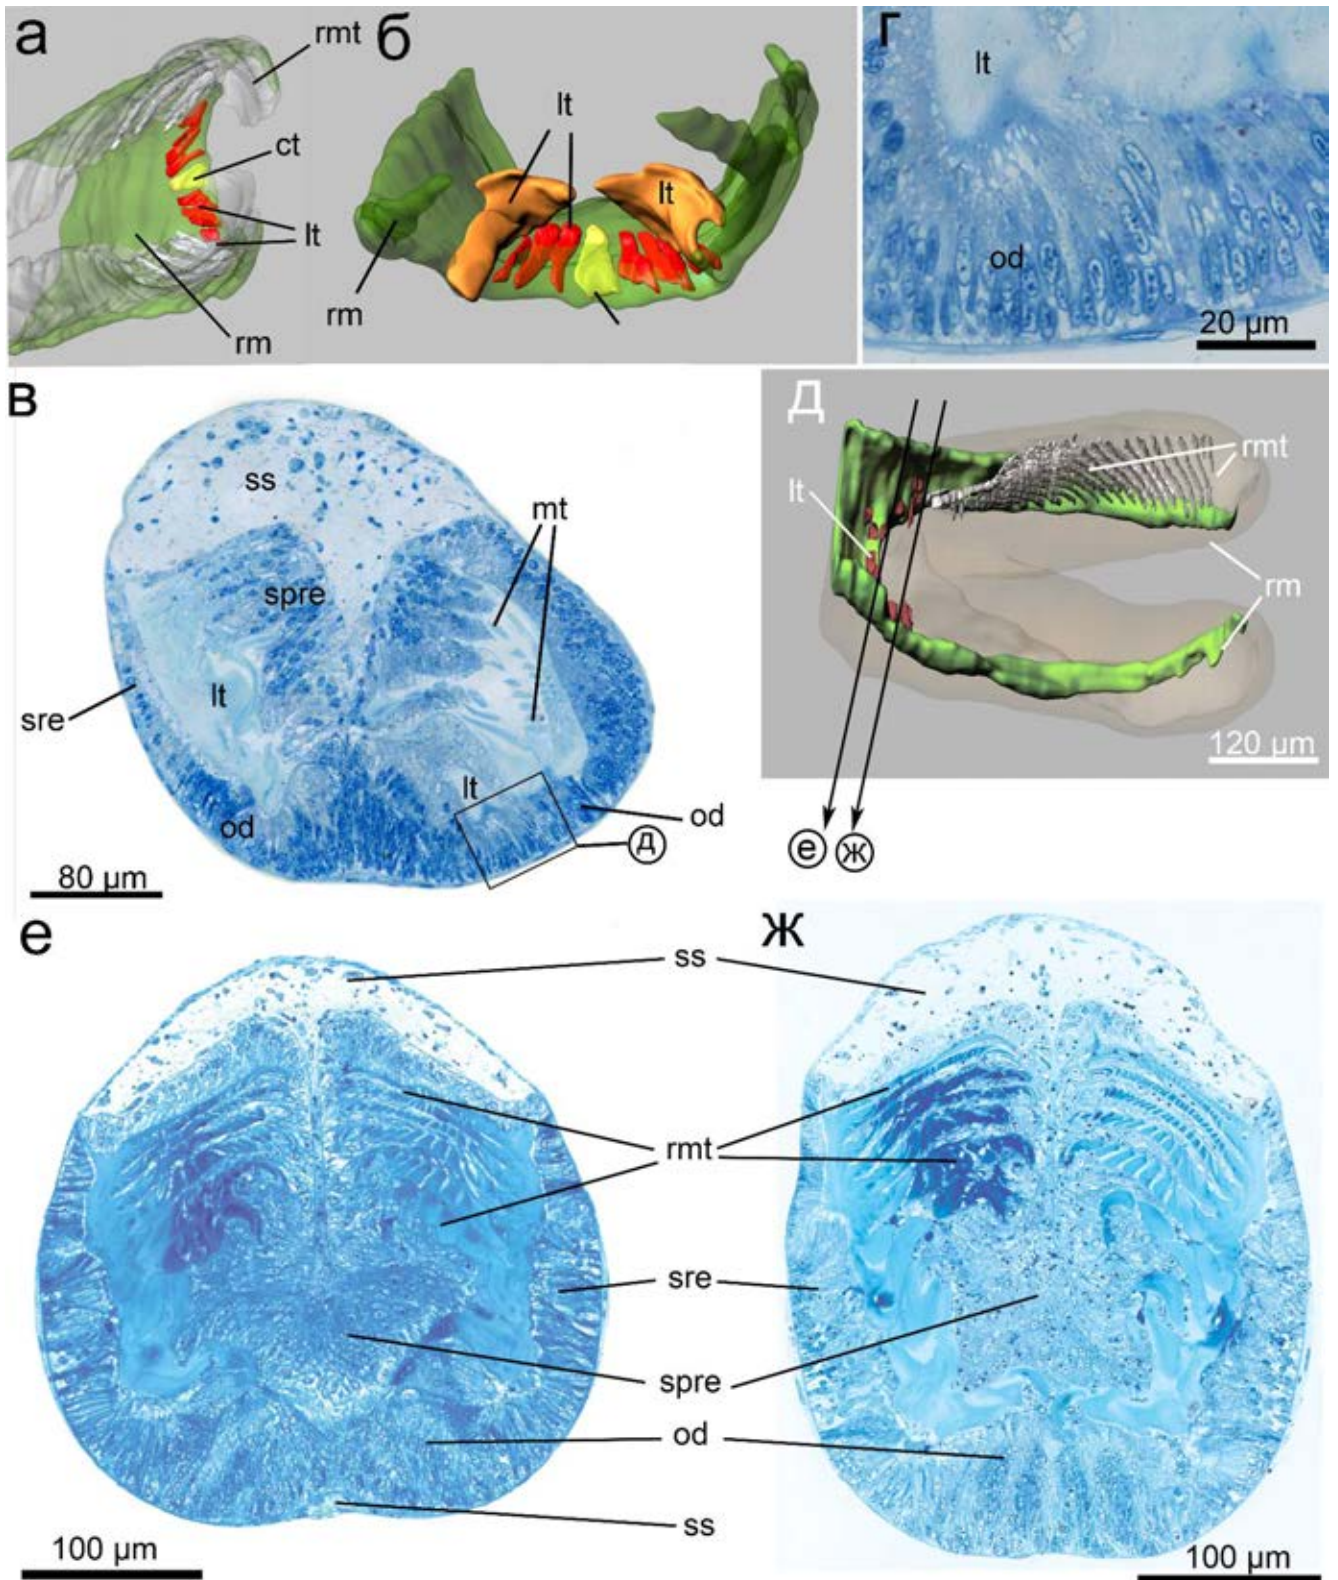 а
rmt
ct
lt
rm
б
lt
lt
rm
г
lt
od
20 µm
в
ss
mt
spre
lt
sre
lt
od
od
д
80 µm
Д
rmt
lt
rm
120 µm
е ж
е
ж
ss
rmt
sre
spre
od
ss
100 µm
100 µm